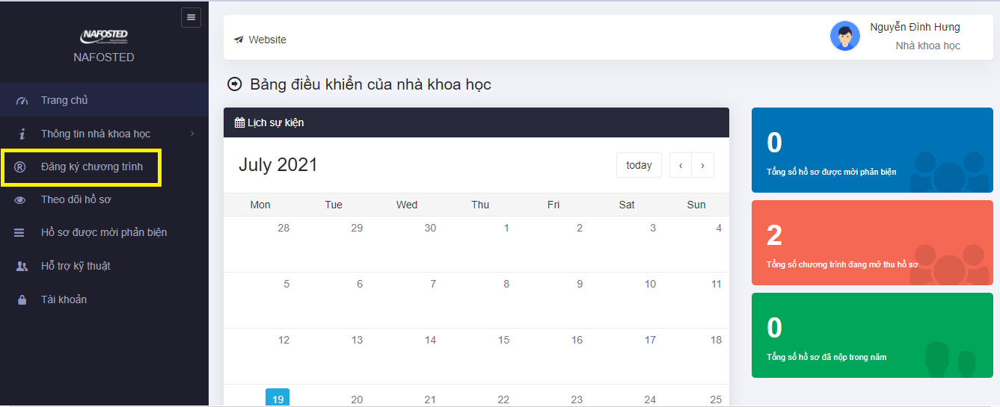 NAFOSTED
NAFOSTED
Trang chủ
Thông tin nhà khoa học
Đăng ký chương trình
Theo dõi hồ sơ
Hồ sơ được mời phản biện
Hỗ trợ kỹ thuật
Tài khoản
Website
Nguyễn Đình Hưng
Nhà khoa học
Bảng điều khiển của nhà khoa học
Lịch sự kiện
July 2021
today
Mon Tue Wed Thu Fri Sat Sun
28 29 30 1 2 3 4
5 6 7 8 9 10 11
12 13 14 15 16 17 18
19 20 21 22 23 24 25
0
Tổng số hồ sơ được mời phản biện
2
Tổng số chương trình đang mở thu hồ sơ
0
Tổng số hồ sơ đã nộp trong năm